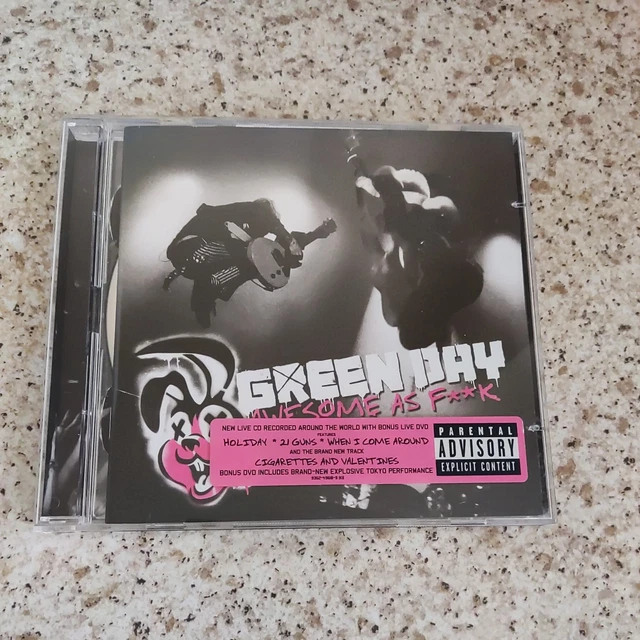 GREEN DAY
AWESOME AS F**K
NEW LIVE CD RECORDED AROUND THE WORLD WITH BONUS LIVE DVD
FEATURES
HOLIDAY * 21 GUNS * WHEN I COME AROUND
AND THE BRAND NEW TRACK
CIGARETTES AND VALENTINES
BONUS DVD INCLUDES BRAND-NEW EXPLOSIVE TOKYO PERFORMANCE
PARENTAL
ADVISORY
EXPLICIT CONTENT